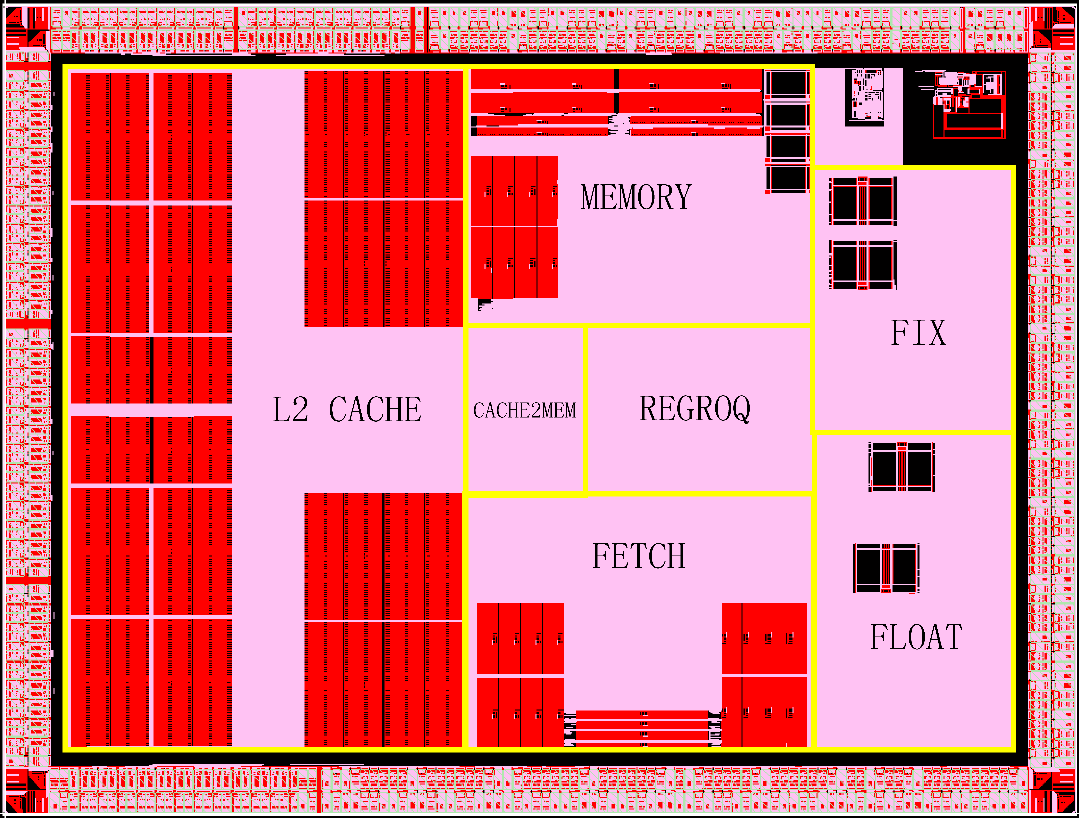 MEMORY
FIX
L2 CACHE
CACHE2MEM
REGROQ
FETCH
FLOAT